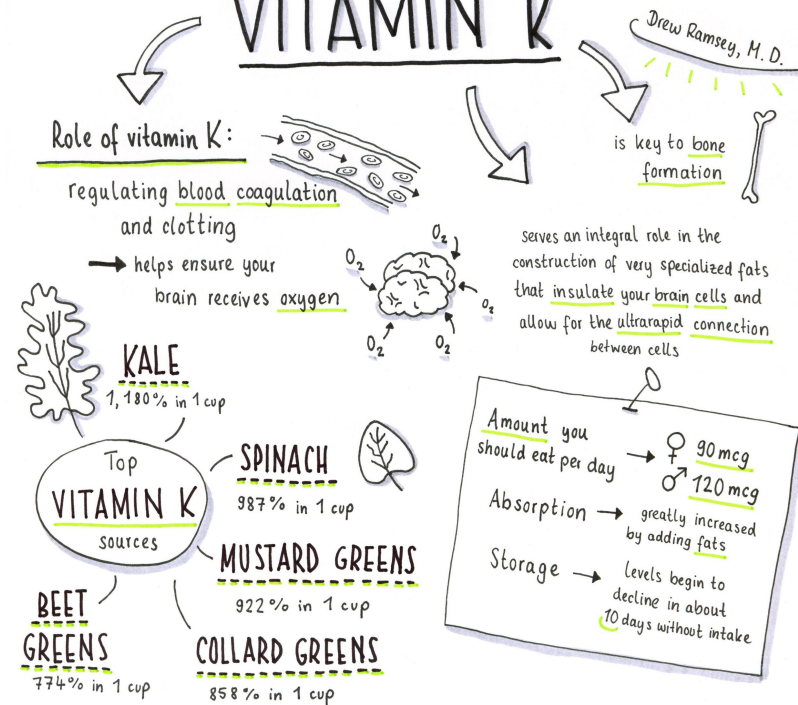 VITAMIN K
Drew Ramsey, M.D.
Role of vitamin K:
regulating blood coagulation
and clotting
helps ensure your
brain receives oxygen
O2
O2
O2
O2
O2
is key to bone
formation
serves an integral role in the
construction of very specialized fats
that insulate your brain cells and
allow for the ultrarapid connection
between cells
Top
VITAMIN K
sources
KALE
1,180% in 1 cup
SPINACH
987% in 1 cup
MUSTARD GREENS
922% in 1 cup
COLLARD GREENS
858% in 1 cup
BEET
GREENS
774% in 1 cup
Amount you
should eat per day
♀ 90 mcg
♂ 120 mcg
Absorption
greatly increased
by adding fats
Storage
levels begin to
decline in about
10 days without intake